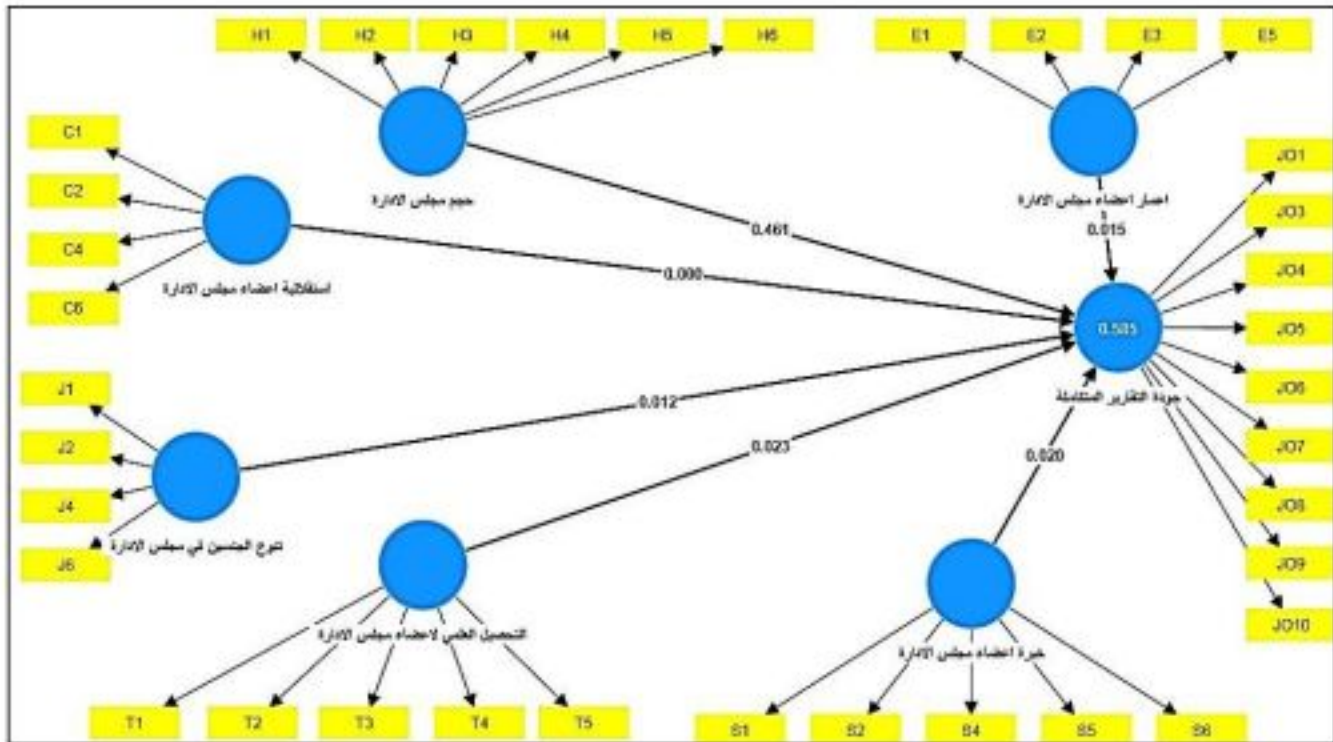 H1 H2 H3 H4 H5 H6 E1 E2 E3 E5
C1
C2
C4
C6
حجم مجلس الادارة
اعمار اعضاء مجلس الادارة
استقلالية اعضاء مجلس الادارة
JO1
JO3
JO4
JO5
JO6
JO7
JO8
JO9
JO10
0.461
0.015
0.000
جودة التقارير المتكاملة
J1
J2
J4
J6
0.012
0.023
0.020
تنوع الجنسين في مجلس الادارة
التحصيل العلمي لاعضاء مجلس الادارة
خبرة اعضاء مجلس الادارة
T1 T2 T3 T4 T5
S1 S2 S4 S5 S6